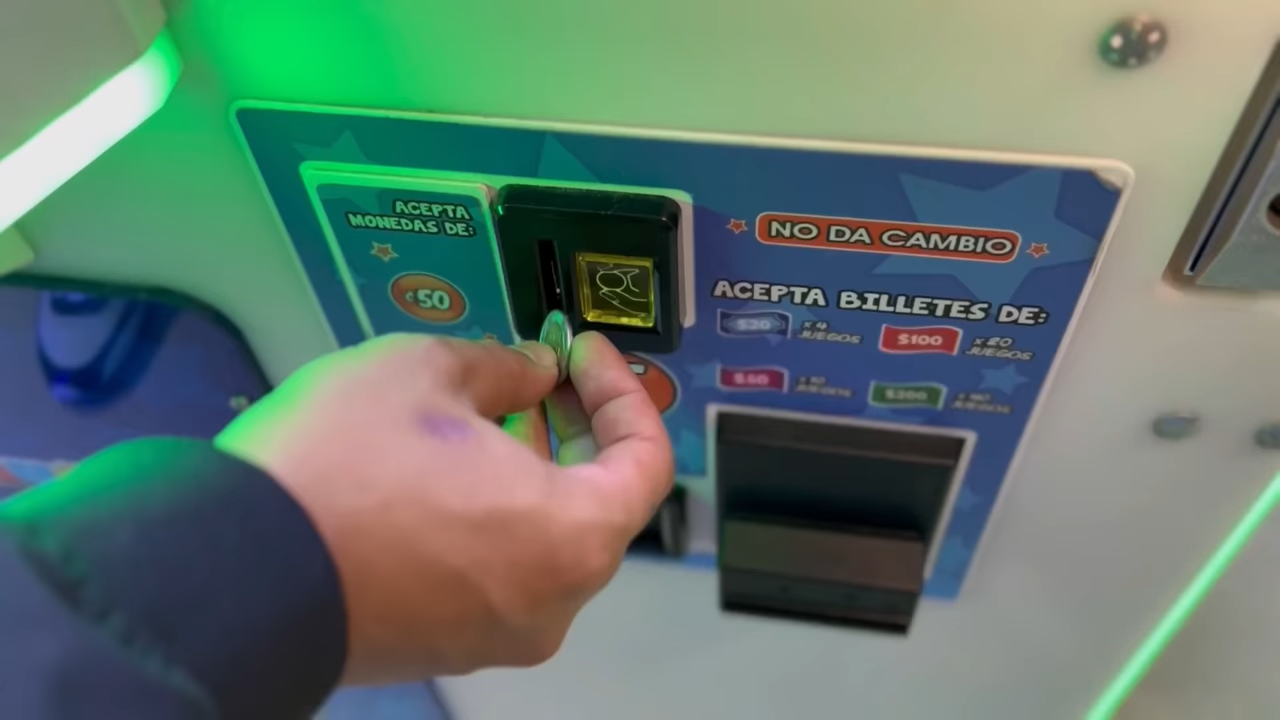 ACEPTA
MONEDAS DE:
¢50
NO DA CAMBIO
ACEPTA BILLETES DE:
$20 x 4 JUEGOS
$100 x 20 JUEGOS
$50 x 10 JUEGOS
$200 JUEGOS